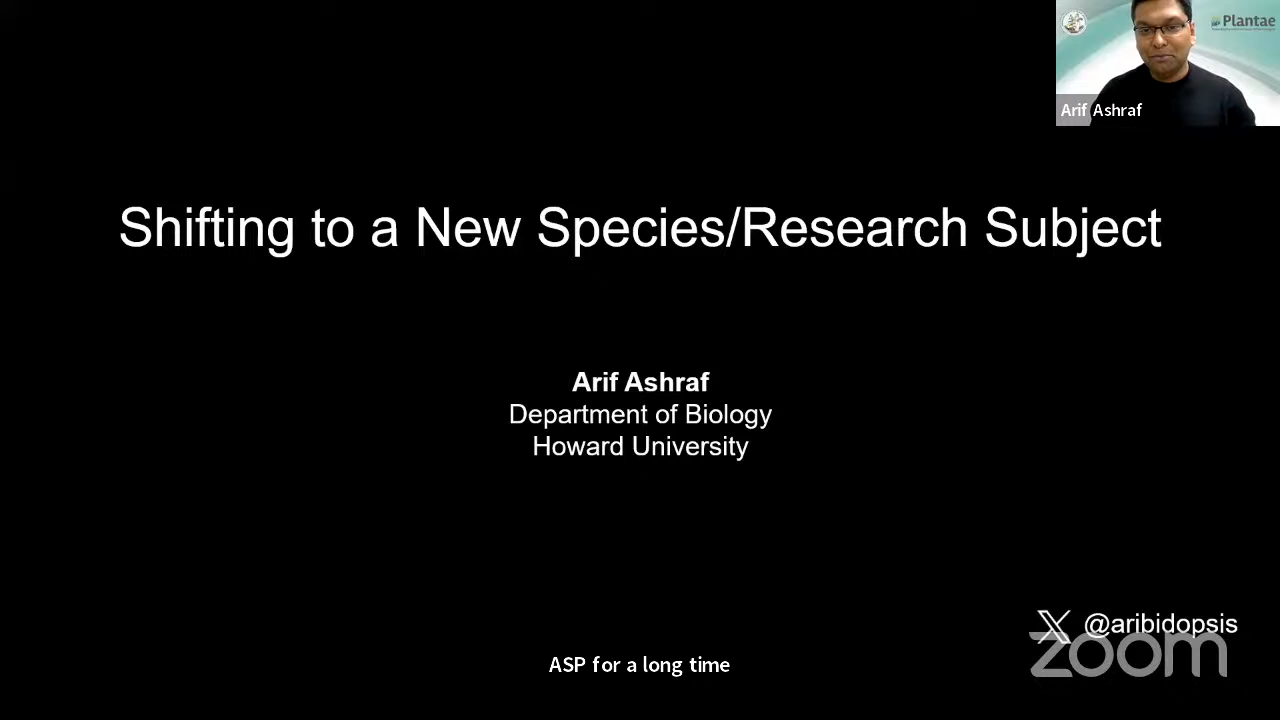 Plantae
Arif Ashraf
Shifting to a New Species/Research Subject
Arif Ashraf
Department of Biology
Howard University
@aribidopsis
zoom
ASP for a long time